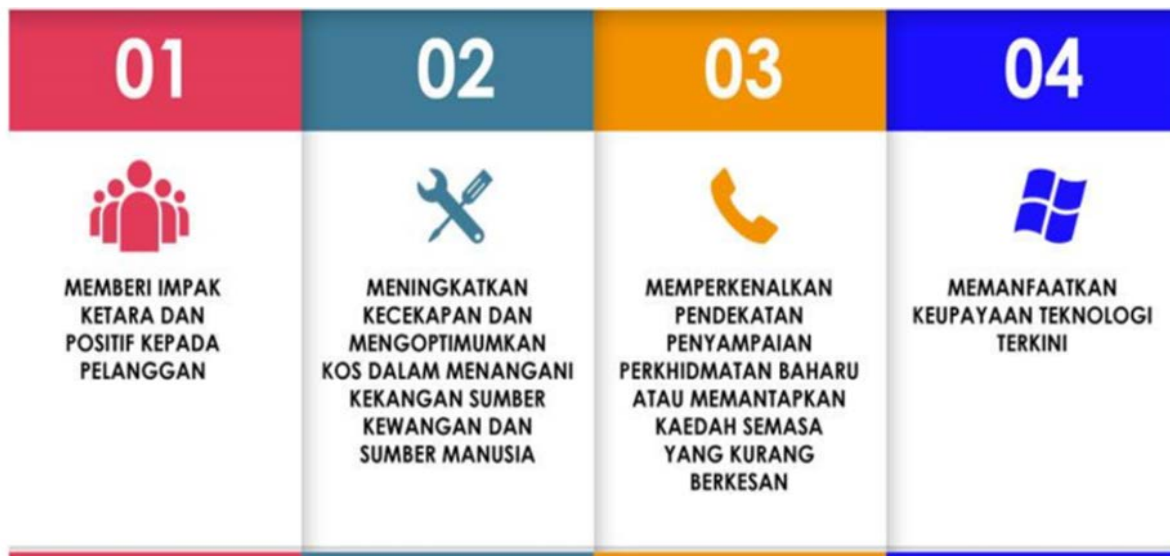 01
MEMBERI IMPAK
KETARA DAN
POSITIF KEPADA
PELANGGAN
02
MENINGKATKAN
KECEKAPAN DAN
MENGOPTIMUMKAN
KOS DALAM MENANGANI
KEKANGAN SUMBER
KEWANGAN DAN
SUMBER MANUSIA
03
MEMPERKENALKAN
PENDEKATAN
PENYAMPAIAN
PERKHIDMATAN BAHARU
ATAU MEMANTAPKAN
KAEDAH SEMASA
YANG KURANG
BERKESAN
04
MEMANFAATKAN
KEUPAYAAN TEKNOLOGI
TERKINI